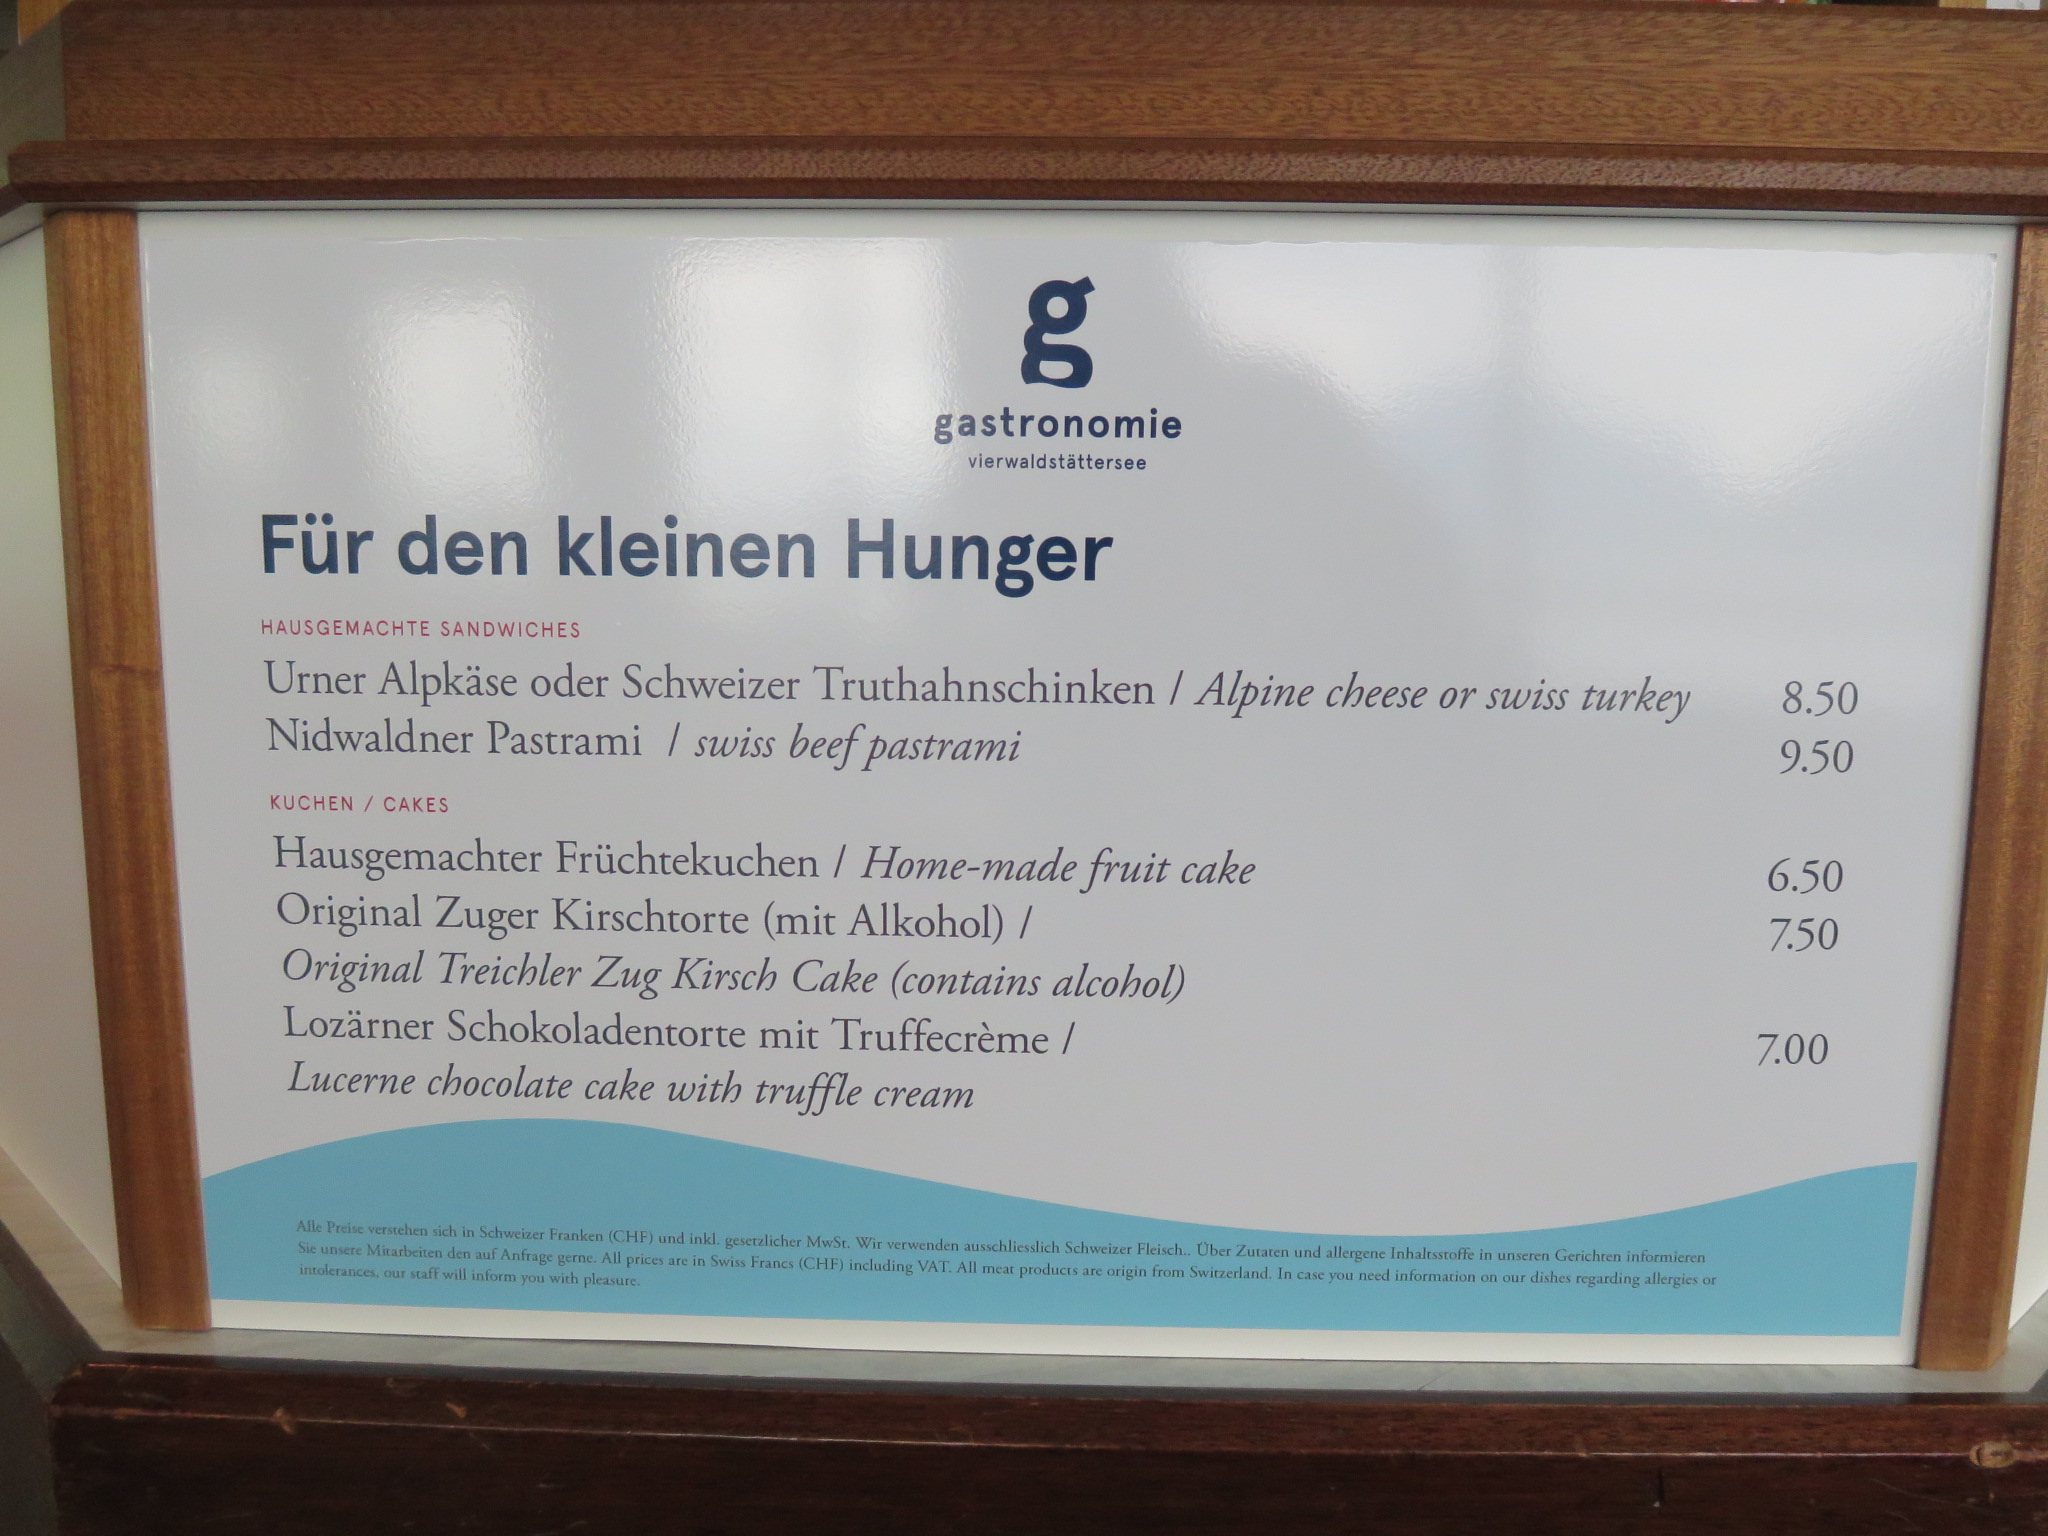 g
gastronomie
vierwaldstättersee
Für den kleinen Hunger
HAUSGEMACHTE SANDWICHES
Urner Alpkäse oder Schweizer Truthahnschinken / Alpine cheese or swiss turkey 8.50
Nidwaldner Pastrami / swiss beef pastrami 9.50
KUCHEN / CAKES
Hausgemachter Früchtekuchen / Home-made fruit cake 6.50
Original Zuger Kirschtorte (mit Alkohol) / 7.50
Original Treichler Zug Kirsch Cake (contains alcohol)
Lozärner Schokoladentorte mit Truffecrème / 7.00
Lucerne chocolate cake with truffle cream
Alle Preise verstehen sich in Schweizer Franken (CHF) und inkl. gesetzlicher MwSt. Wir verwenden ausschliesslich Schweizer Fleisch.. Über Zutaten und allergene Inhaltsstoffe in unseren Gerichten informieren
Sie unsere Mitarbeiten den auf Anfrage gerne. All prices are in Swiss Francs (CHF) including VAT. All meat products are origin from Switzerland. In case you need information on our dishes regarding allergies or
intolerances, our staff will inform you with pleasure.